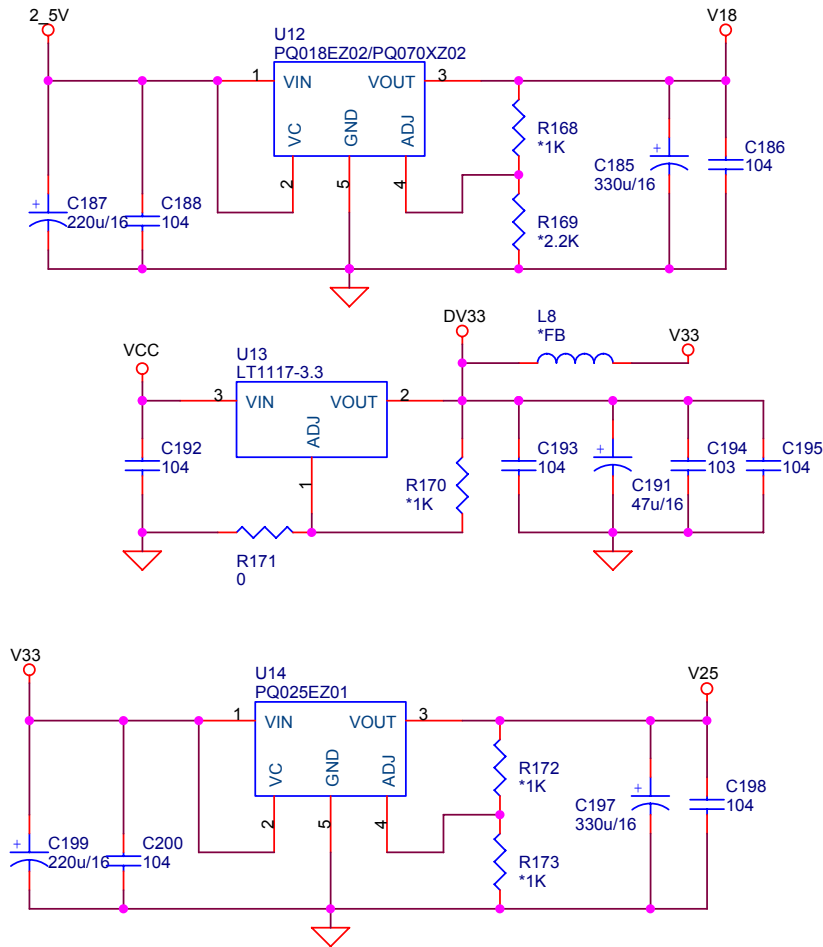 2_5V
V18
U12
PQ018EZ02/PQ070XZ02
1
VIN
VOUT
3
VC
GND
ADJ
2
5
4
R168
*1K
R169
*2.2K
C185
330u/16
C186
104
C187
220u/16
C188
104
+
+
DV33
L8
*FB
V33
VCC
U13
LT1117-3.3
3
VIN
VOUT
2
ADJ
1
C192
104
R170
*1K
R171
0
C193
104
+
C191
47u/16
C194
103
C195
104
V33
V25
U14
PQ025EZ01
1
VIN
VOUT
3
VC
GND
ADJ
2
5
4
R172
*1K
R173
*1K
+
C197
330u/16
C198
104
+
C199
220u/16
C200
104